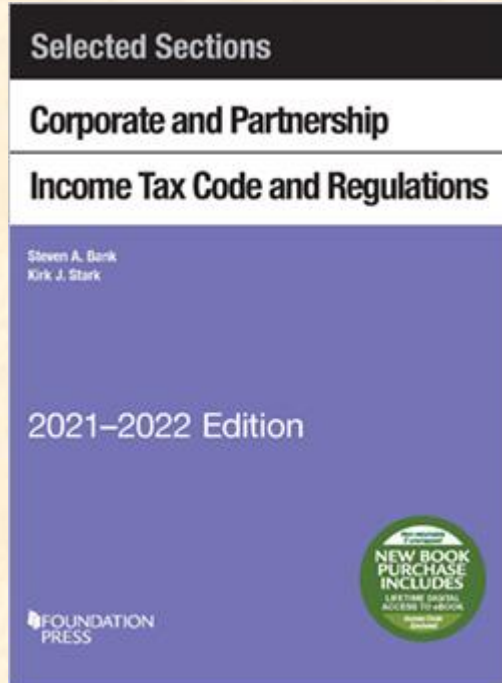 Selected Sections
Corporate and Partnership
Income Tax Code and Regulations
Steven A. Bank
Kirk J. Stark
2021–2022 Edition
NEW BOOK
PURCHASE
INCLUDES
LIFETIME DIGITAL
ACCESS TO eBOOK
FOUNDATION
PRESS